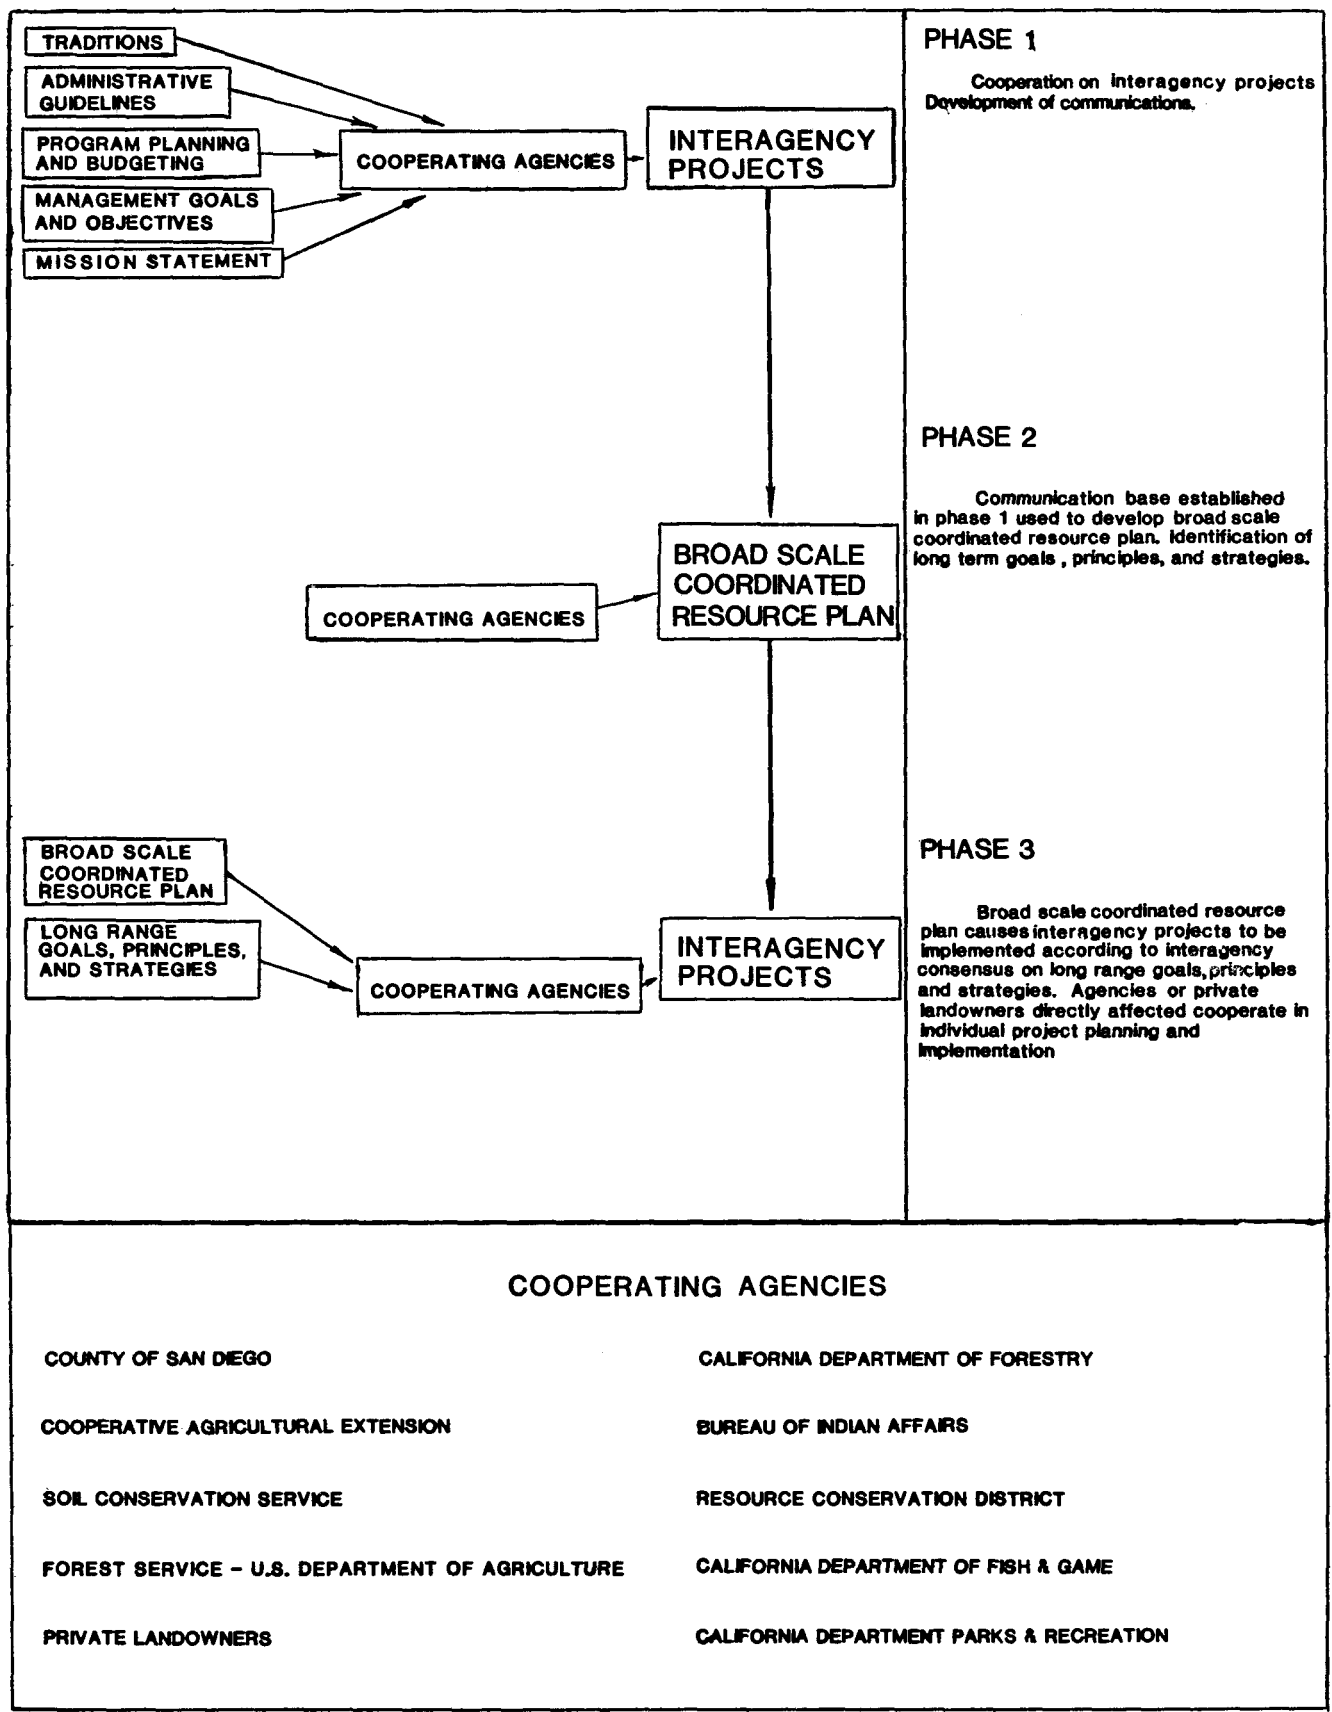 TRADITIONS
ADMINISTRATIVE
GUIDELINES
PROGRAM PLANNING
AND BUDGETING
MANAGEMENT GOALS
AND OBJECTIVES
MISSION STATEMENT
COOPERATING AGENCIES
INTERAGENCY
PROJECTS
PHASE 1
Cooperation on interagency projects
Development of communications.
PHASE 2
Communication base established
in phase 1 used to develop broad scale
coordinated resource plan. Identification of
long term goals , principles, and strategies.
COOPERATING AGENCIES
BROAD SCALE
COORDINATED
RESOURCE PLAN
BROAD SCALE
COORDINATED
RESOURCE PLAN
LONG RANGE
GOALS, PRINCIPLES,
AND STRATEGIES
COOPERATING AGENCIES
INTERAGENCY
PROJECTS
PHASE 3
Broad scale coordinated resource
plan causes interagency projects to be
implemented according to interagency
consensus on long range goals, principles
and strategies. Agencies or private
landowners directly affected cooperate in
individual project planning and
implementation
COOPERATING AGENCIES
COUNTY OF SAN DIEGO
CALIFORNIA DEPARTMENT OF FORESTRY
COOPERATIVE AGRICULTURAL EXTENSION
BUREAU OF INDIAN AFFAIRS
SOIL CONSERVATION SERVICE
RESOURCE CONSERVATION DISTRICT
FOREST SERVICE - U.S. DEPARTMENT OF AGRICULTURE
CALIFORNIA DEPARTMENT OF FISH & GAME
PRIVATE LANDOWNERS
CALIFORNIA DEPARTMENT PARKS & RECREATION